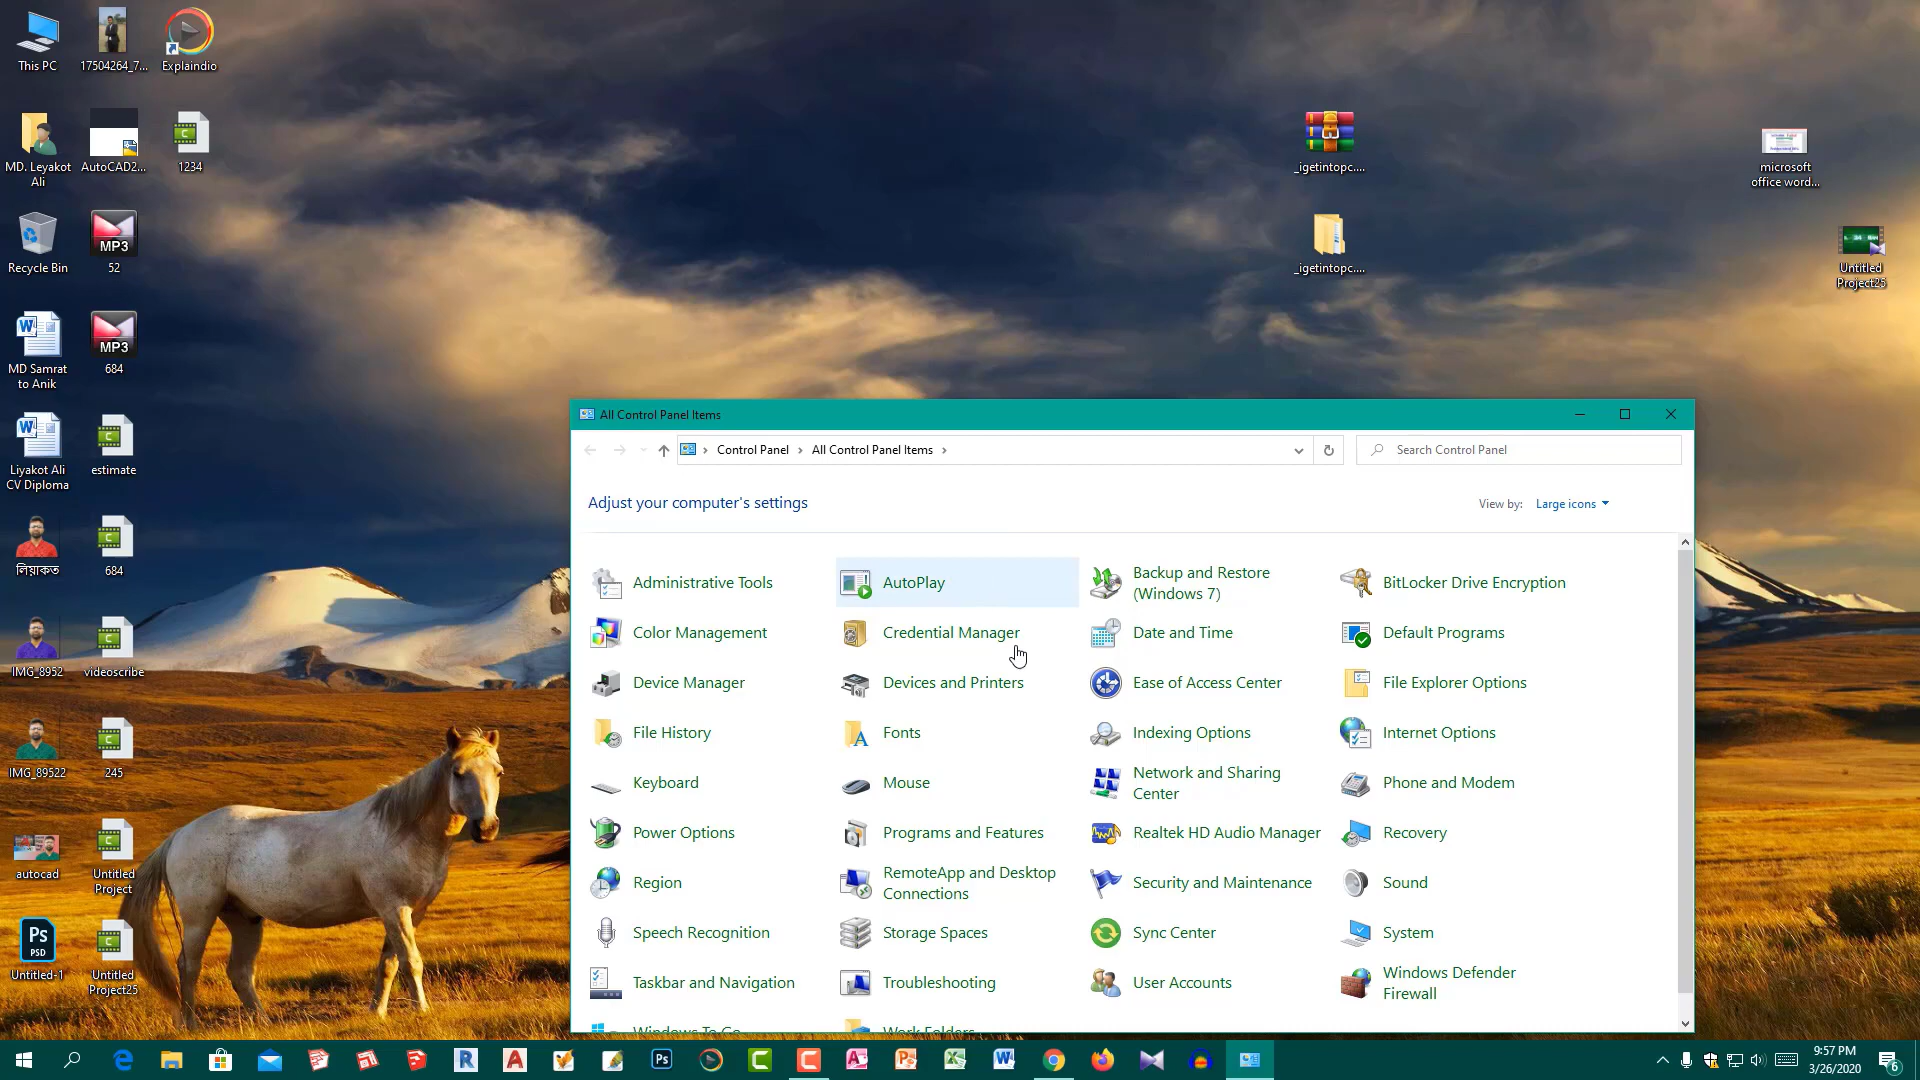 This PC
17504264_7...
Explaindio
MD. Leyakot
Ali
AutoCAD2...
1234
Recycle Bin
MP3
52
MD Samrat
to Anik
MP3
684
Liyakot Ali
CV Diploma
estimate
লিয়াকত
684
IMG_8952
videoscribe
IMG_89522
245
autocad
Untitled
Project
Ps
PSD
Untitled-1
Untitled
Project25
_igetintopc....
_igetintopc....
microsoft
office word...
Untitled
Project25
All Control Panel Items
Control Panel
All Control Panel Items
Search Control Panel
Adjust your computer's settings
View by:
Large icons
Administrative Tools
AutoPlay
Backup and Restore
(Windows 7)
BitLocker Drive Encryption
Color Management
Credential Manager
Date and Time
Default Programs
Device Manager
Devices and Printers
Ease of Access Center
File Explorer Options
File History
Fonts
Indexing Options
Internet Options
Keyboard
Mouse
Network and Sharing
Center
Phone and Modem
Power Options
Programs and Features
Realtek HD Audio Manager
Recovery
Region
RemoteApp and Desktop
Connections
Security and Maintenance
Sound
Speech Recognition
Storage Spaces
Sync Center
System
Taskbar and Navigation
Troubleshooting
User Accounts
Windows Defender
Firewall
Windows To Go
Work Folders
9:57 PM
3/26/2020
6